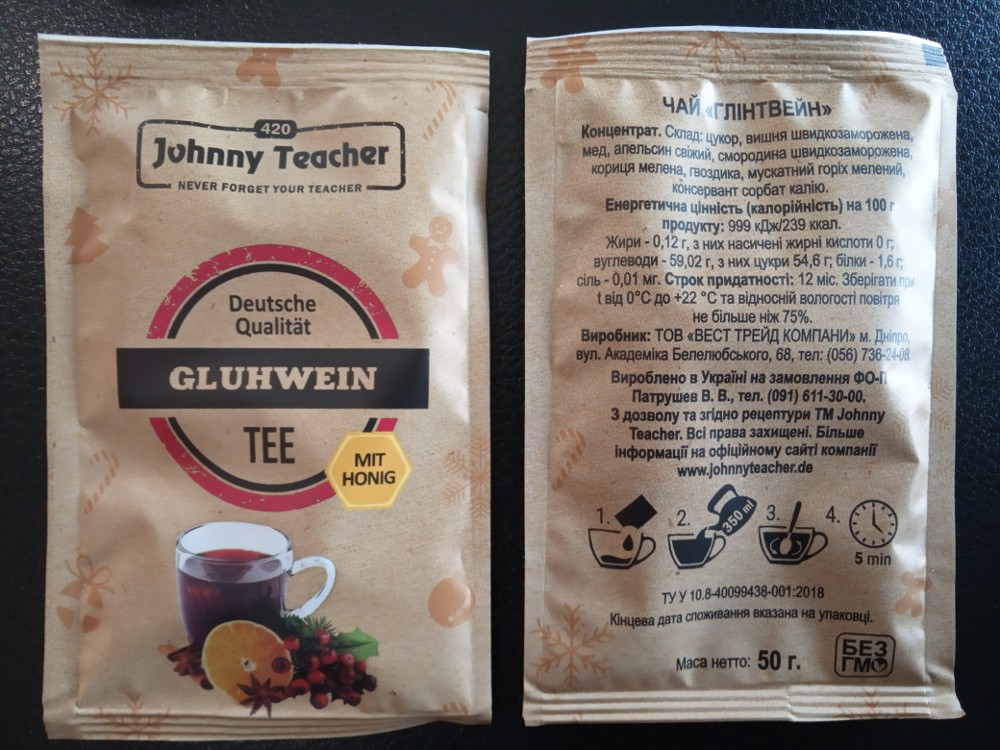 420
Johnny Teacher
NEVER FORGET YOUR TEACHER
Deutsche
Qualität
GLUHWEIN
TEE
MIT
HONIG
ЧАЙ «ГЛІНТВЕЙН»
Концентрат. Склад: цукор, вишня швидкозаморожена,
мед, апельсин свіжий, смородина швидкозаморожена,
кориця мелена, гвоздика, мускатний горіх мелений,
консервант сорбат калію.
Енергетична цінність (калорійність) на 100 г
продукту: 999 кДж/239 ккал.
Жири - 0,12 г, з них насичені жирні кислоти 0 г;
вуглеводи - 59,02 г, з них цукри 54,6 г; білки - 1,6 г;
сіль - 0,01 мг. Строк придатності: 12 міс. Зберігати при
t від 0°C до +22 °C та відносній вологості повітря
не більше ніж 75%.
Виробник: ТОВ «ВЕСТ ТРЕЙД КОМПАНИ» м. Дніпро,
вул. Академіка Белелюбського, 68, тел: (056) 736-24-08.
Вироблено в Україні на замовлення ФО-П
Патрушев В. В., тел. (091) 611-30-00.
З дозволу та згідно рецептури ТМ Johnny
Teacher. Всі права захищені. Більше
інформації на офіційному сайті компанії
www.johnnyteacher.de
1. 2. 350 ml 3. 4.
5 min
ТУ У 10.8-40099438-001:2018
Кінцева дата споживання вказана на упаковці.
Маса нетто: 50 г.
БЕЗ
ГМО